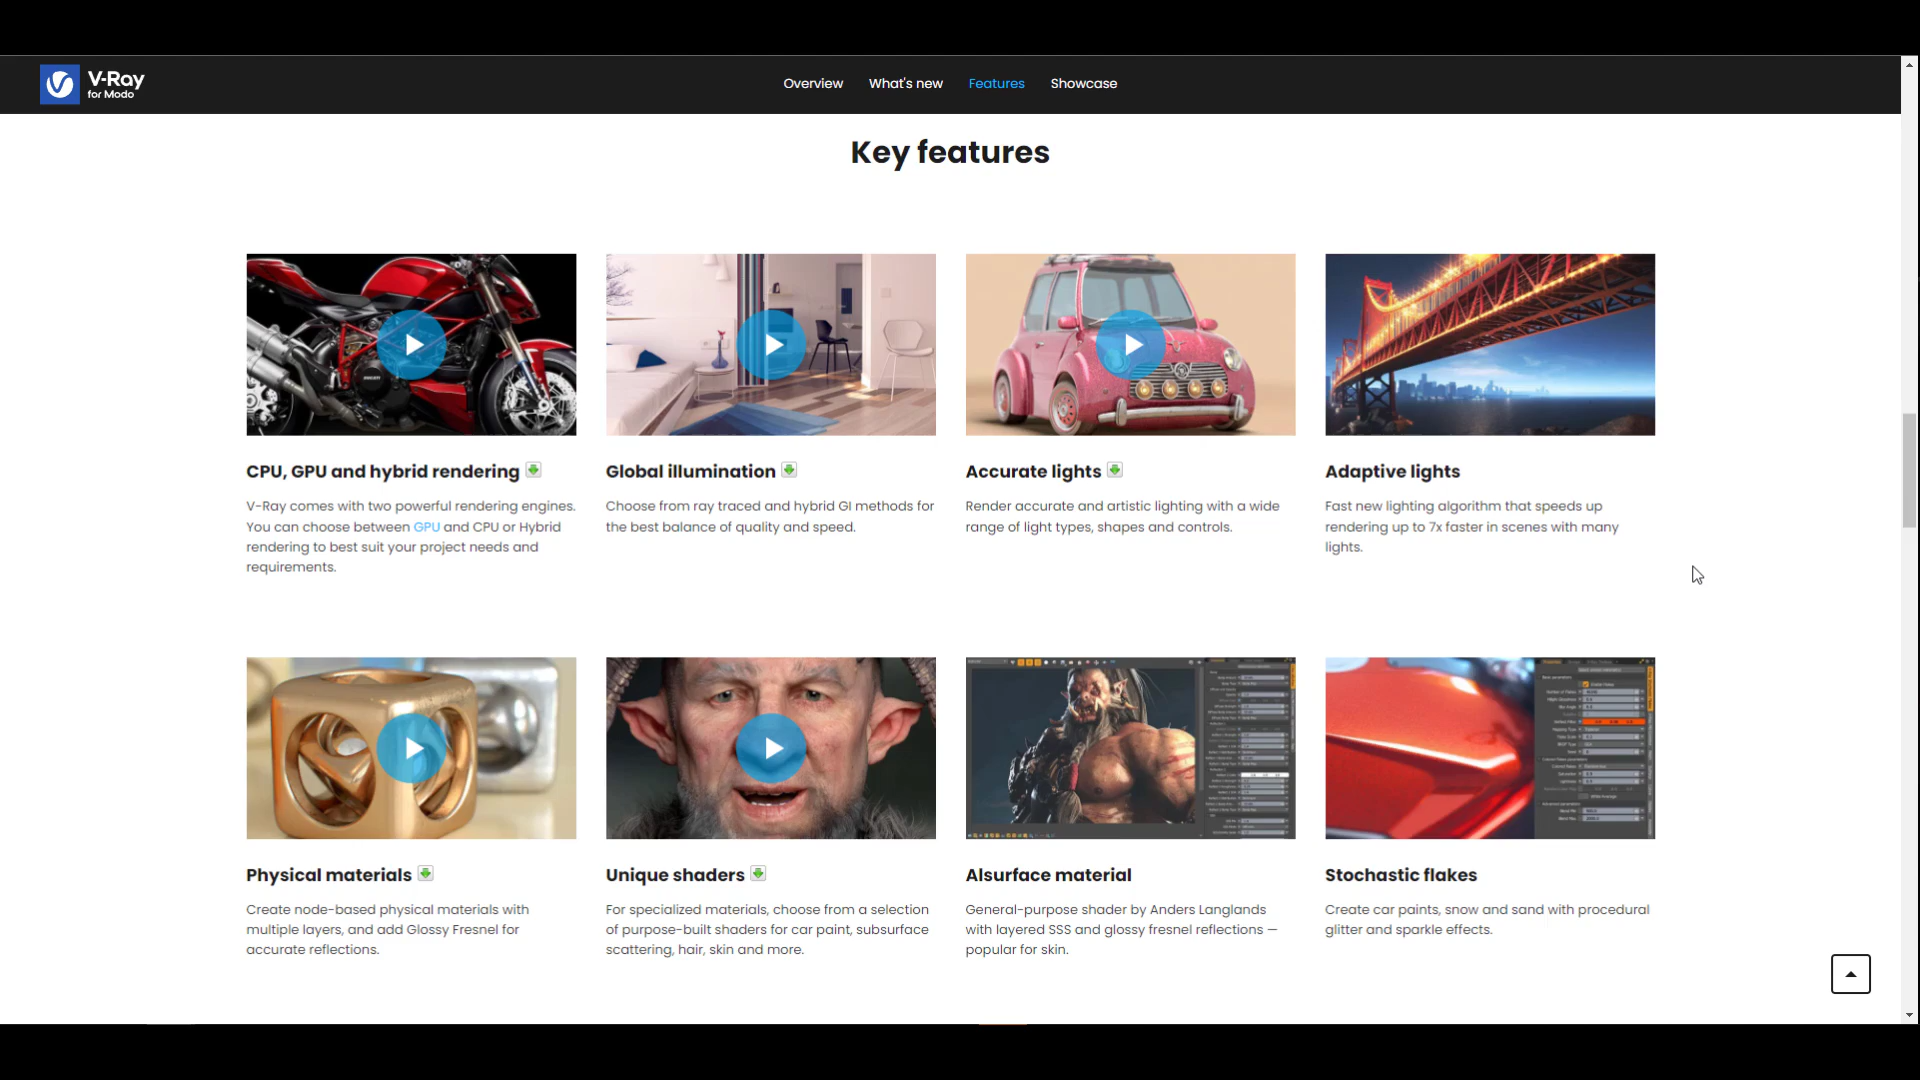 V-Ray
for Modo
Overview
What's new
Features
Showcase
Key features
CPU, GPU and hybrid rendering
V-Ray comes with two powerful rendering engines.
You can choose between GPU and CPU or Hybrid
rendering to best suit your project needs and
requirements.
Global illumination
Choose from ray traced and hybrid GI methods for
the best balance of quality and speed.
Accurate lights
Render accurate and artistic lighting with a wide
range of light types, shapes and controls.
Adaptive lights
Fast new lighting algorithm that speeds up
rendering up to 7x faster in scenes with many
lights.
Physical materials
Create node-based physical materials with
multiple layers, and add Glossy Fresnel for
accurate reflections.
Unique shaders
For specialized materials, choose from a selection
of purpose-built shaders for car paint, subsurface
scattering, hair, skin and more.
Alsurface material
General-purpose shader by Anders Langlands
with layered SSS and glossy fresnel reflections —
popular for skin.
Stochastic flakes
Create car paints, snow and sand with procedural
glitter and sparkle effects.